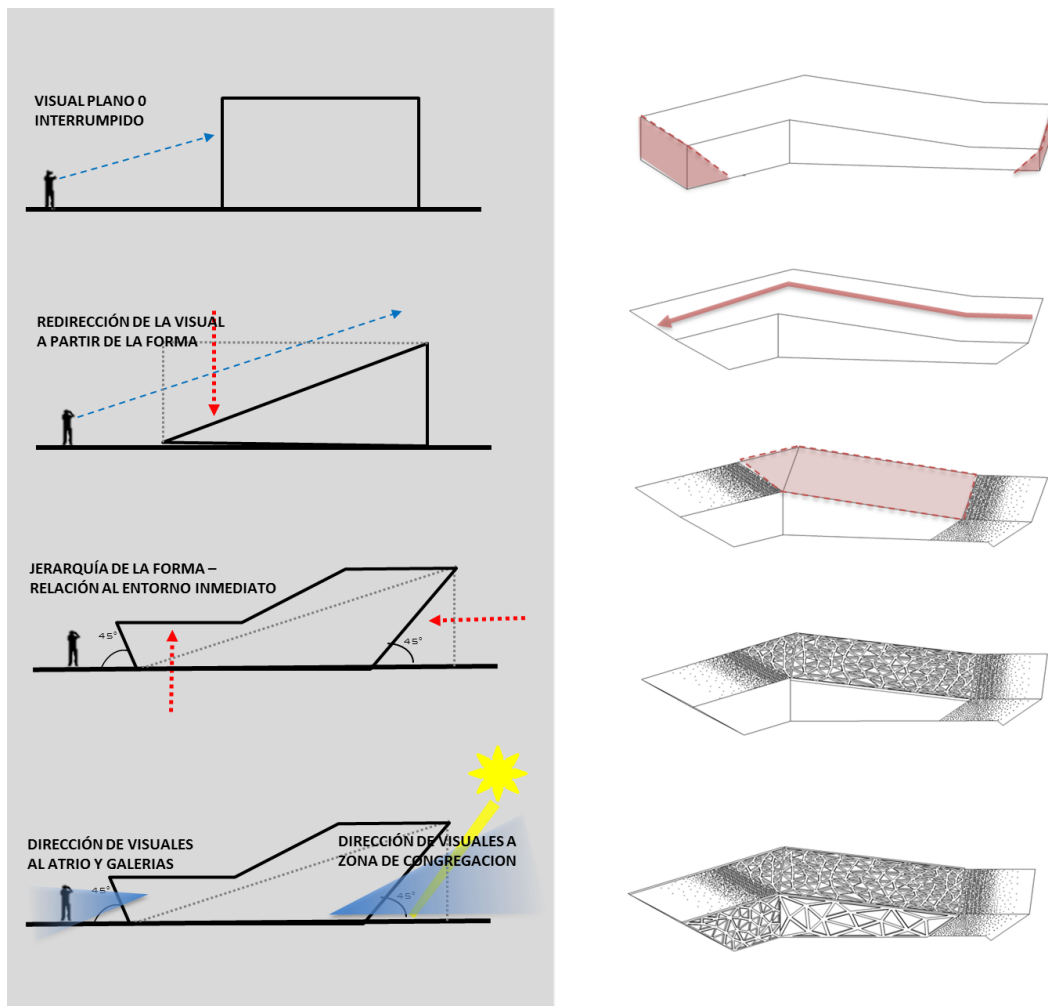 VISUAL PLANO 0
INTERRUMPIDO
REDIRECCIÓN DE LA VISUAL
A PARTIR DE LA FORMA
JERARQUÍA DE LA FORMA –
RELACIÓN AL ENTORNO INMEDIATO
45°
45°
DIRECCIÓN DE VISUALES
AL ATRIO Y GALERIAS
DIRECCIÓN DE VISUALES A
ZONA DE CONGREGACION
45°
45°